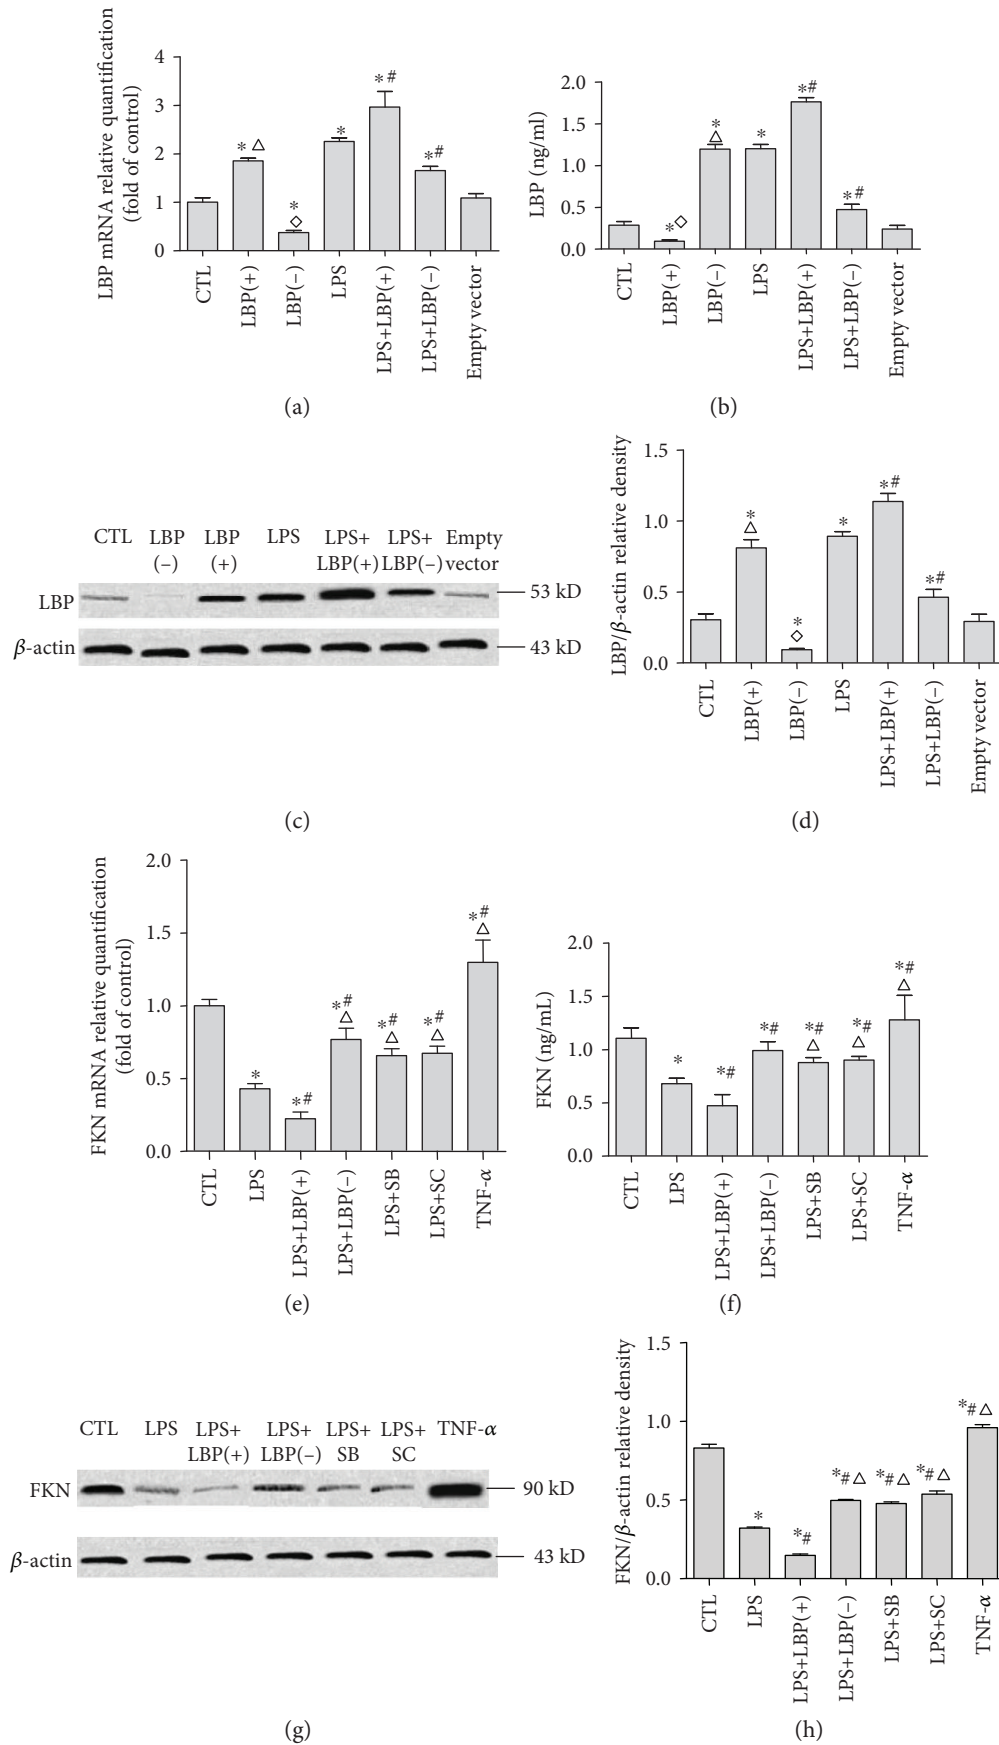 LBP mRNA relative quantification
(fold of control)
4
3
2
1
0
* △
*
◇
*
*#
*#
CTL
LBP(+)
LBP(−)
LPS
LPS+LBP(+)
LPS+LBP(−)
Empty vector
(a)
LBP (ng/ml)
2.0
1.5
1.0
0.5
0.0
*◇
*
△
*
*#
*#
CTL
LBP(+)
LBP(−)
LPS
LPS+LBP(+)
LPS+LBP(−)
Empty vector
(b)
CTL LBP LBP LPS LPS+ LPS+ Empty
(−) (+) LBP(+) LBP(−) vector
LBP 53 kD
β-actin 43 kD
(c)
LBP/β-actin relative density
1.5
1.0
0.5
0.0
*
△
*
◇
*
*#
*#
CTL
LBP(+)
LBP(−)
LPS
LPS+LBP(+)
LPS+LBP(−)
Empty vector
(d)
FKN mRNA relative quantification
(fold of control)
2.0
1.5
1.0
0.5
0.0
*
*#
*#
△
*#
△
*#
△
*#
△
CTL
LPS
LPS+LBP(+)
LPS+LBP(−)
LPS+SB
LPS+SC
TNF-α
(e)
FKN (ng/mL)
2.0
1.5
1.0
0.5
0.0
*
*#
*#
*#
△
*#
△
*#
△
CTL
LPS
LPS+LBP(+)
LPS+LBP(−)
LPS+SB
LPS+SC
TNF-α
(f)
CTL LPS LPS+ LPS+ LPS+ LPS+ TNF-α
LBP(+) LBP(−) SB SC
FKN 90 kD
β-actin 43 kD
(g)
FKN/β-actin relative density
1.5
1.0
0.5
0.0
*
*#
*#△
*#△
*#△
*#△
CTL
LPS
LPS+LBP(+)
LPS+LBP(−)
LPS+SB
LPS+SC
TNF-α
(h)